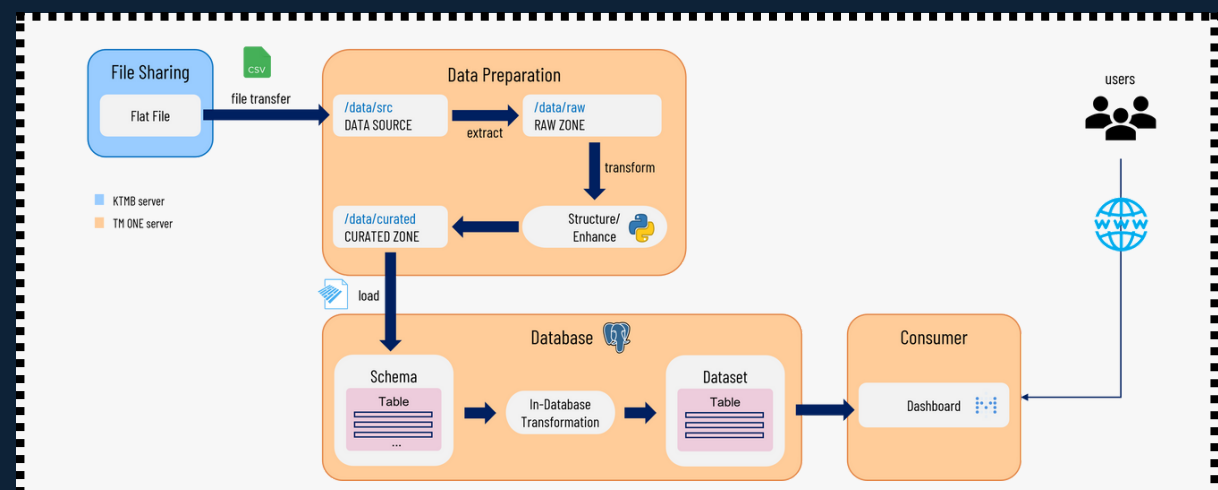 File Sharing
Flat File
CSV
file transfer
Data Preparation
/data/src
DATA SOURCE
extract
/data/raw
RAW ZONE
transform
Structure/
Enhance
/data/curated
CURATED ZONE
KTMB server
TM ONE server
load
Database
Schema
Table
...
In-Database
Transformation
Dataset
Table
Consumer
Dashboard
users
WWW